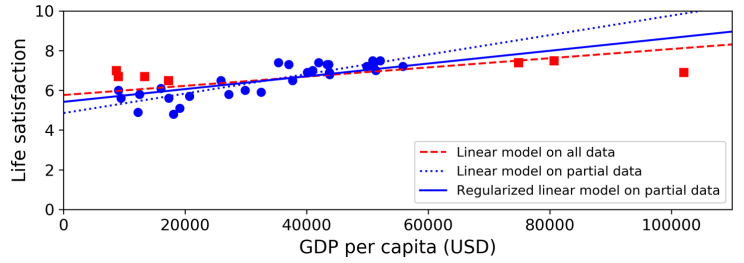 10
8
6
4
2
0
Life satisfaction
Linear model on all data
Linear model on partial data
Regularized linear model on partial data
0 20000 40000 60000 80000 100000
GDP per capita (USD)